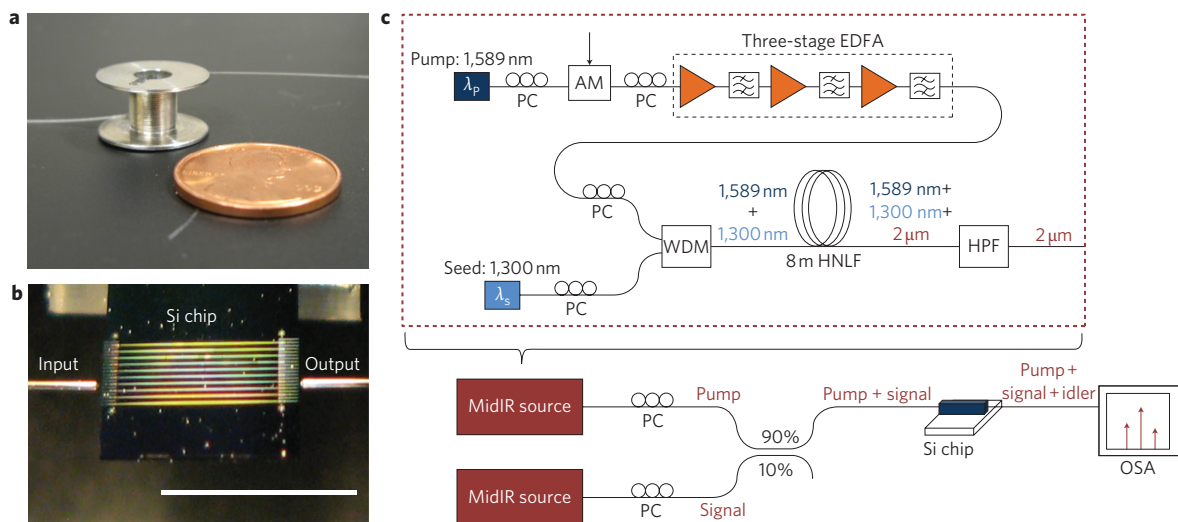 a
b
Si chip
Input
Output
c
Three-stage EDFA
Pump: 1,589 nm
λP
PC
AM
PC
PC
1,589 nm
+
1,300 nm
1,589 nm+
1,300 nm+
2 μm
WDM
8 m HNLF
HPF
2 μm
Seed: 1,300 nm
λs
PC
MidIR source
PC
Pump
90%
10%
Pump + signal
Si chip
Pump +
signal + idler
OSA
MidIR source
PC
Signal